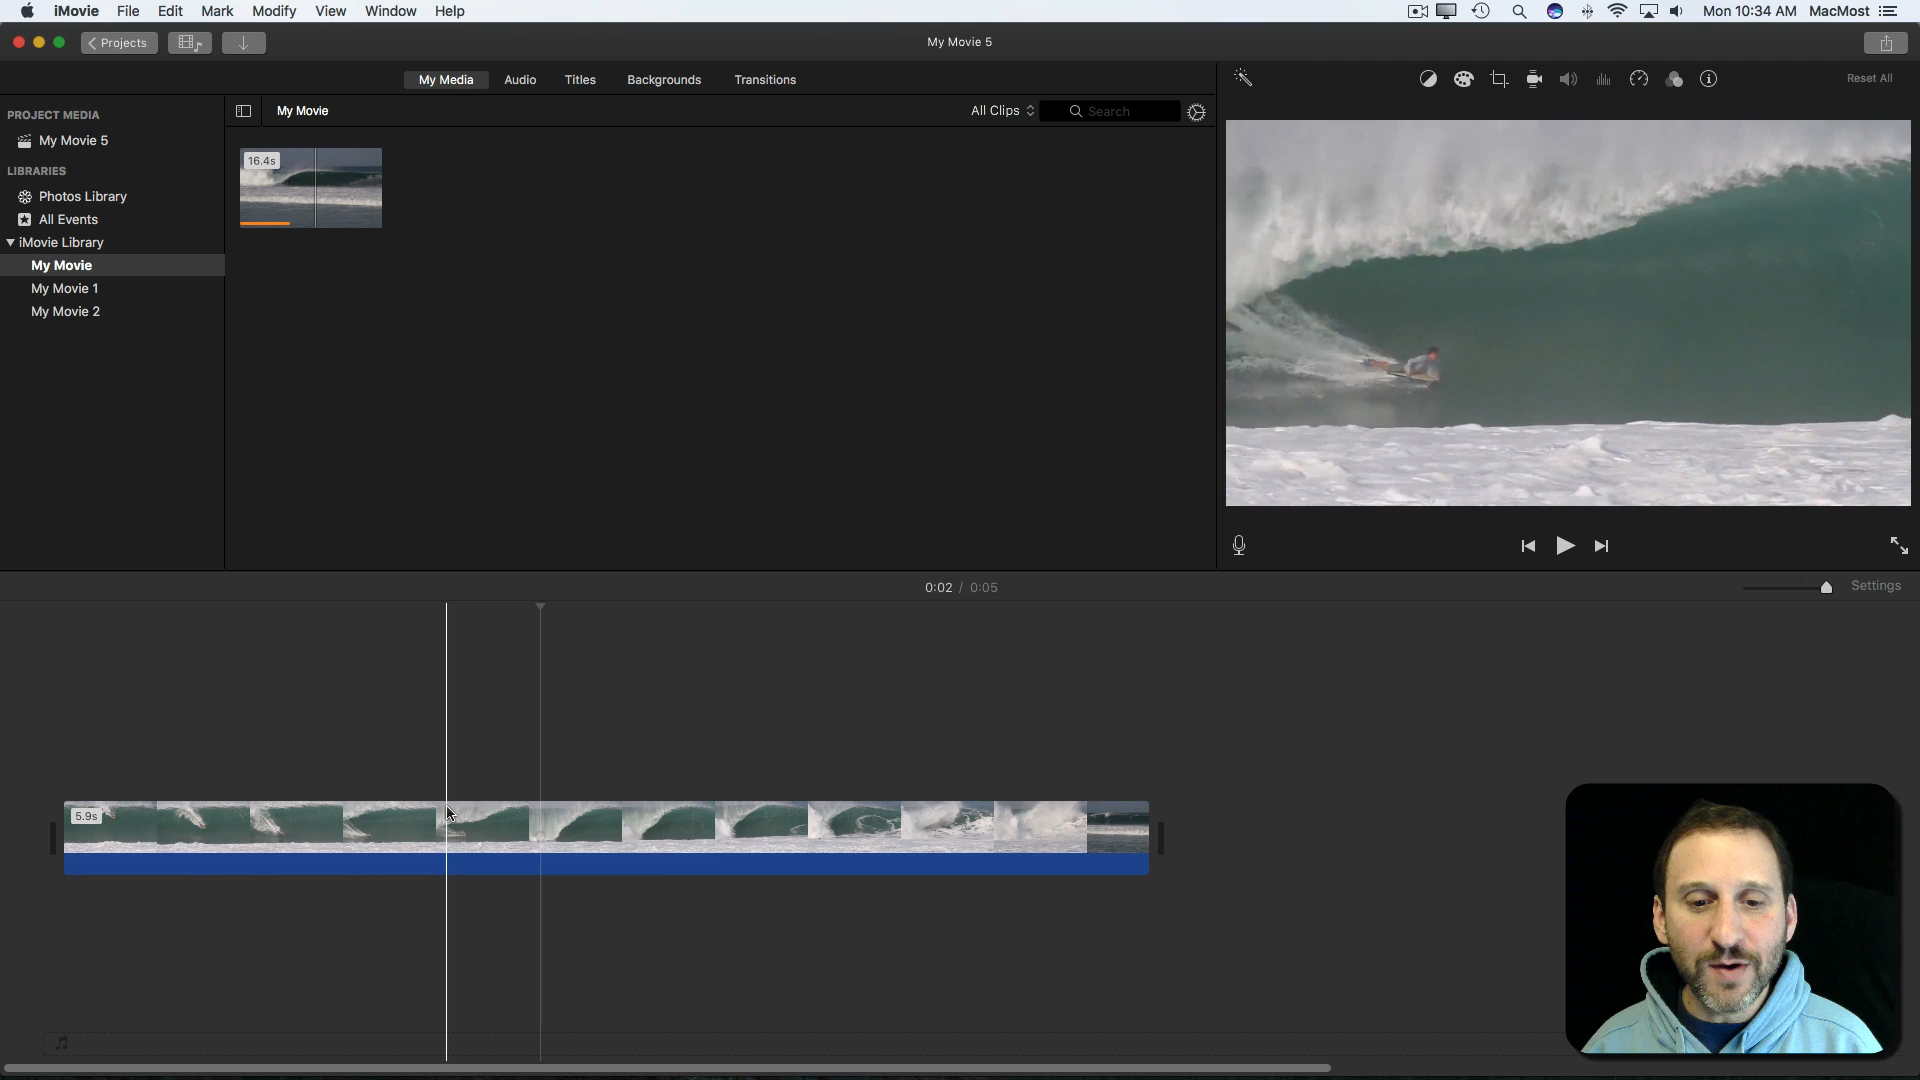 iMovie File Edit Mark Modify View Window Help Mon 10:34 AM MacMost
Projects My Movie 5
My Media Audio Titles Backgrounds Transitions Reset All
PROJECT MEDIA
My Movie 5
LIBRARIES
Photos Library
All Events
iMovie Library
My Movie
My Movie 1
My Movie 2
My Movie All Clips Search
16.4s
0:02 / 0:05 Settings
5.9s